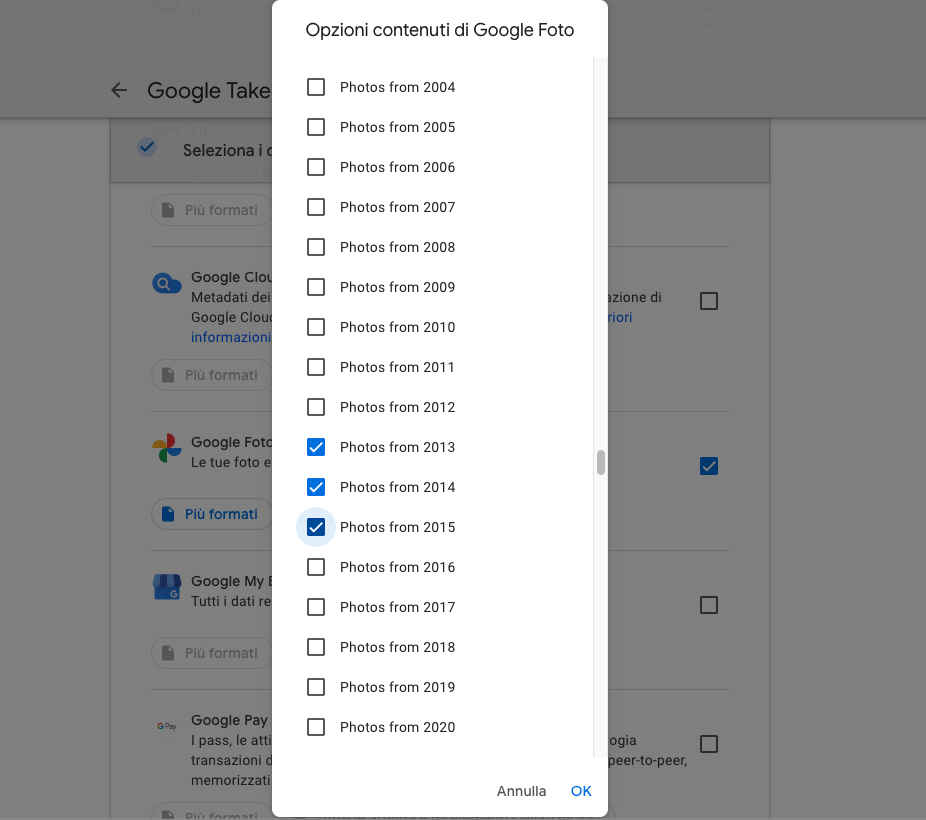 Opzioni contenuti di Google Foto
Photos from 2004
Photos from 2005
Photos from 2006
Photos from 2007
Photos from 2008
Photos from 2009
Photos from 2010
Photos from 2011
Photos from 2012
Photos from 2013
Photos from 2014
Photos from 2015
Photos from 2016
Photos from 2017
Photos from 2018
Photos from 2019
Photos from 2020
Annulla
OK
Google Take
Seleziona i
Più formati
Google Clou
Metadati dei azione di
Google Cloud riori
informazioni
Più formati
Google Foto
Le tue foto e
Più formati
Google My B
Tutti i dati re
Più formati
G Pay
Google Pay
I pass, le atti ogia
transazioni d peer-to-peer,
memorizzati
Più formati